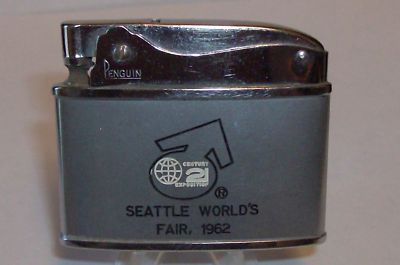 PENGUIN
CENTURY
21
EXPOSITION
®
SEATTLE WORLD'S
FAIR, 1962